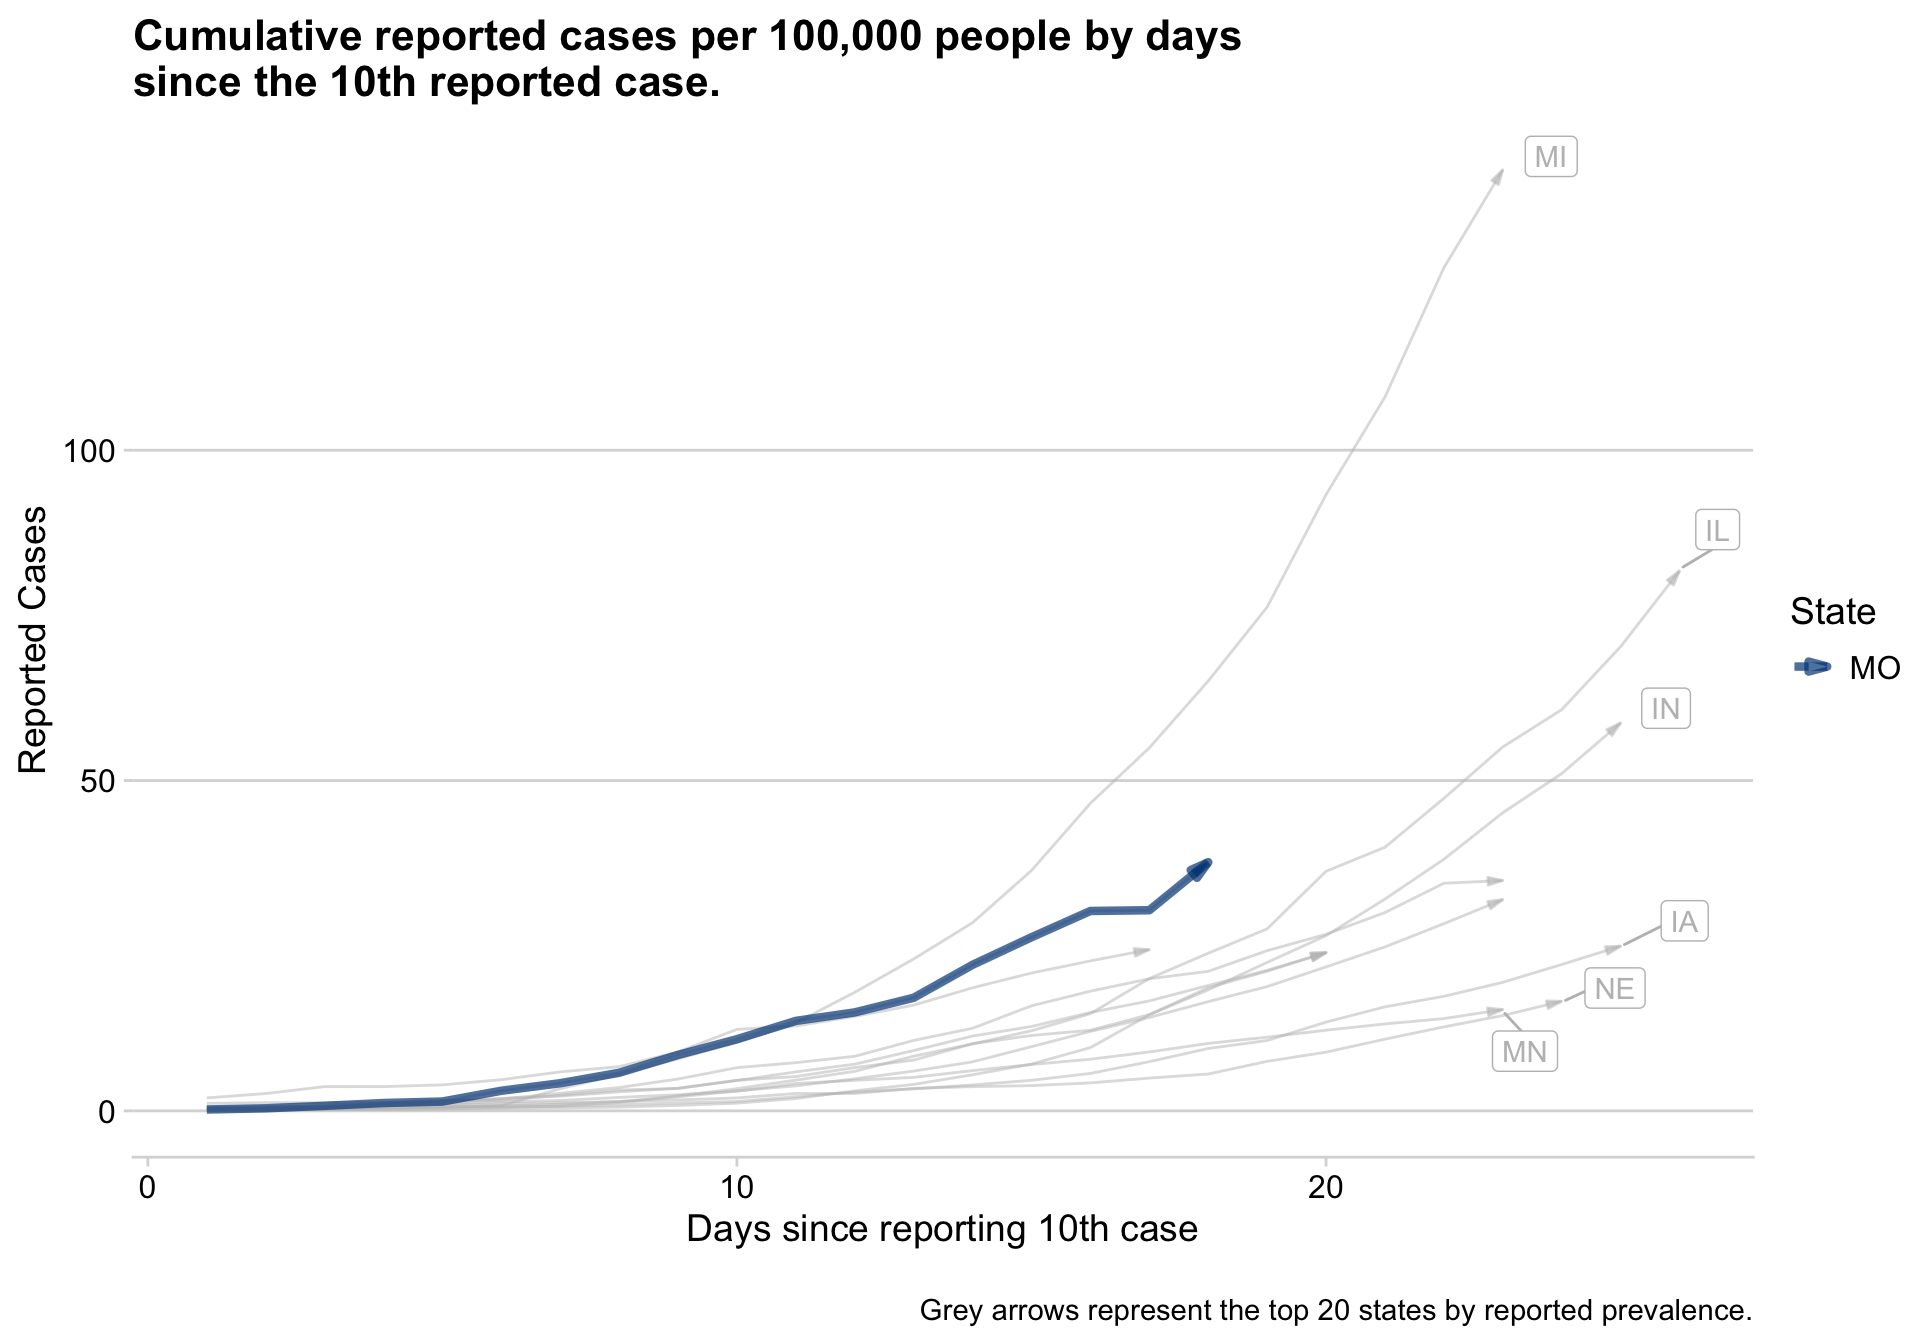 Cumulative reported cases per 100,000 people by days
since the 10th reported case.
MI
100
IL
Reported Cases
State
MO
IN
50
IA
NE
MN
0
0
10
20
Days since reporting 10th case
Grey arrows represent the top 20 states by reported prevalence.